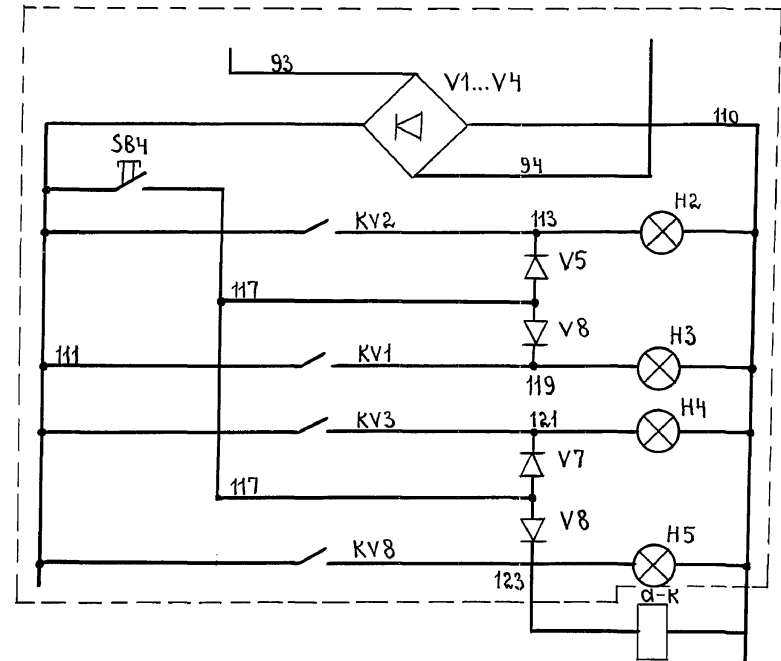 93
V1...V4
110
SB4
94
KV2
113
H2
V5
117
V8
111
KV1
H3
119
KV3
121
H4
V7
117
V8
KV8
H5
123
d-K